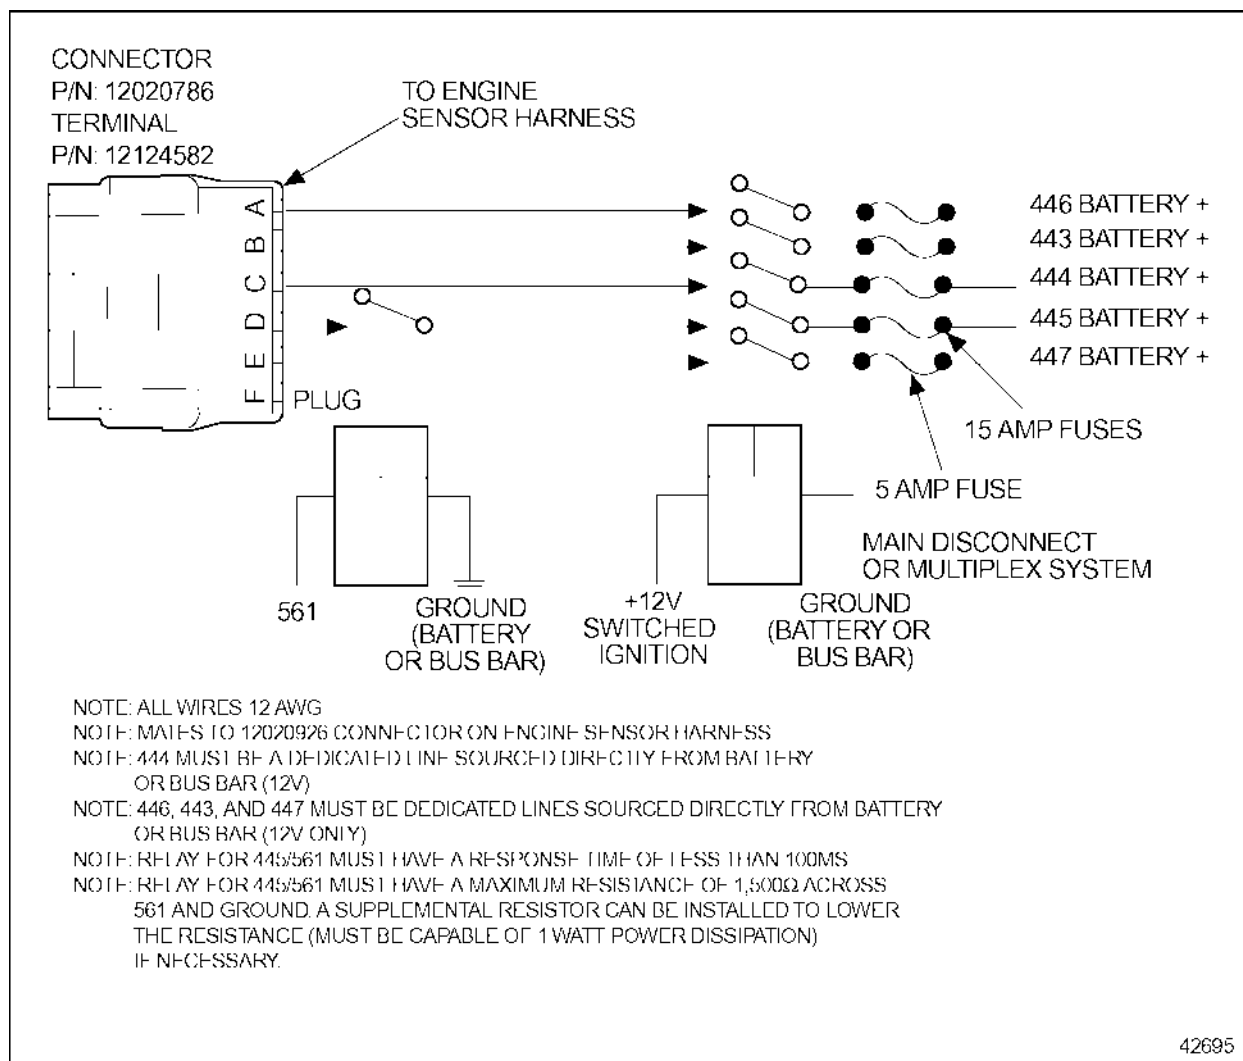 CONNECTOR
P/N: 12020786
TERMINAL
P/N: 12124582
TO ENGINE
SENSOR HARNESS
A
B
C
D
E
F
PLUG
446 BATTERY +
443 BATTERY +
444 BATTERY +
445 BATTERY +
447 BATTERY +
15 AMP FUSES
5 AMP FUSE
MAIN DISCONNECT
OR MULTIPLEX SYSTEM
561
GROUND
(BATTERY
OR BUS BAR)
+12V
SWITCHED
IGNITION
GROUND
(BATTERY OR
BUS BAR)
NOTE: ALL WIRES 12 AWG
NOTE: MATES TO 12020926 CONNECTOR ON ENGINE SENSOR HARNESS
NOTE: 444 MUST BE A DEDICATED LINE SOURCED DIRECTLY FROM BATTERY
OR BUS BAR (12V)
NOTE: 446, 443, AND 447 MUST BE DEDICATED LINES SOURCED DIRECTLY FROM BATTERY
OR BUS BAR (12V ONLY)
NOTE: RELAY FOR 445/561 MUST HAVE A RESPONSE TIME OF LESS THAN 100MS
NOTE: RELAY FOR 445/561 MUST HAVE A MAXIMUM RESISTANCE OF 1,500Ω ACROSS
561 AND GROUND. A SUPPLEMENTAL RESISTOR CAN BE INSTALLED TO LOWER
THE RESISTANCE (MUST BE CAPABLE OF 1 WATT POWER DISSIPATION)
IF NECESSARY.
42695